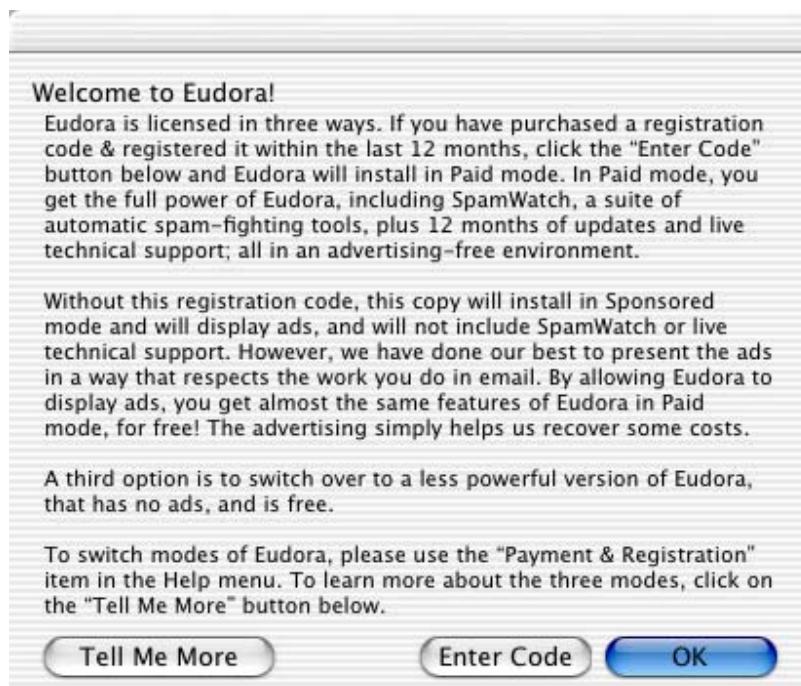 Welcome to Eudora!
Eudora is licensed in three ways. If you have purchased a registration
code & registered it within the last 12 months, click the “Enter Code”
button below and Eudora will install in Paid mode. In Paid mode, you
get the full power of Eudora, including SpamWatch, a suite of
automatic spam-fighting tools, plus 12 months of updates and live
technical support; all in an advertising-free environment.
Without this registration code, this copy will install in Sponsored
mode and will display ads, and will not include SpamWatch or live
technical support. However, we have done our best to present the ads
in a way that respects the work you do in email. By allowing Eudora to
display ads, you get almost the same features of Eudora in Paid
mode, for free! The advertising simply helps us recover some costs.
A third option is to switch over to a less powerful version of Eudora,
that has no ads, and is free.
To switch modes of Eudora, please use the “Payment & Registration”
item in the Help menu. To learn more about the three modes, click on
the “Tell Me More” button below.
Tell Me More Enter Code OK